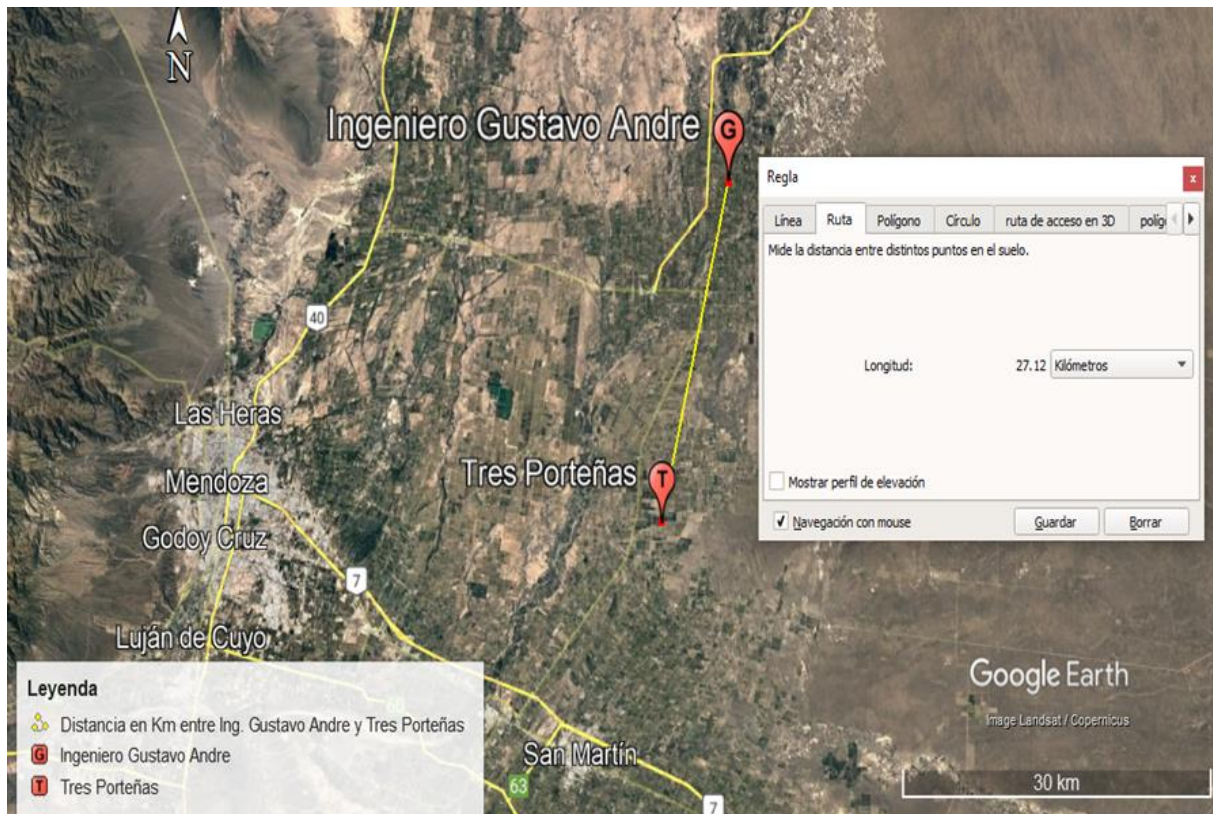 N
Ingeniero Gustavo Andre
G
Regla
x
Línea Ruta Polígono Círculo ruta de acceso en 3D políg
Mide la distancia entre distintos puntos en el suelo.
40
Longitud: 27.12 Kilómetros
Las Heras
Tres Porteñas
T
Mendoza
Mostrar perfil de elevación
Navegación con mouse Guardar Borrar
Godoy Cruz
7
Luján de Cuyo
Google Earth
Leyenda
60
Distancia en Km entre Ing. Gustavo Andre y Tres Porteñas
Image Landsat / Copernicus
G Ingeniero Gustavo Andre
San Martín
T Tres Porteñas
63
30 km
7